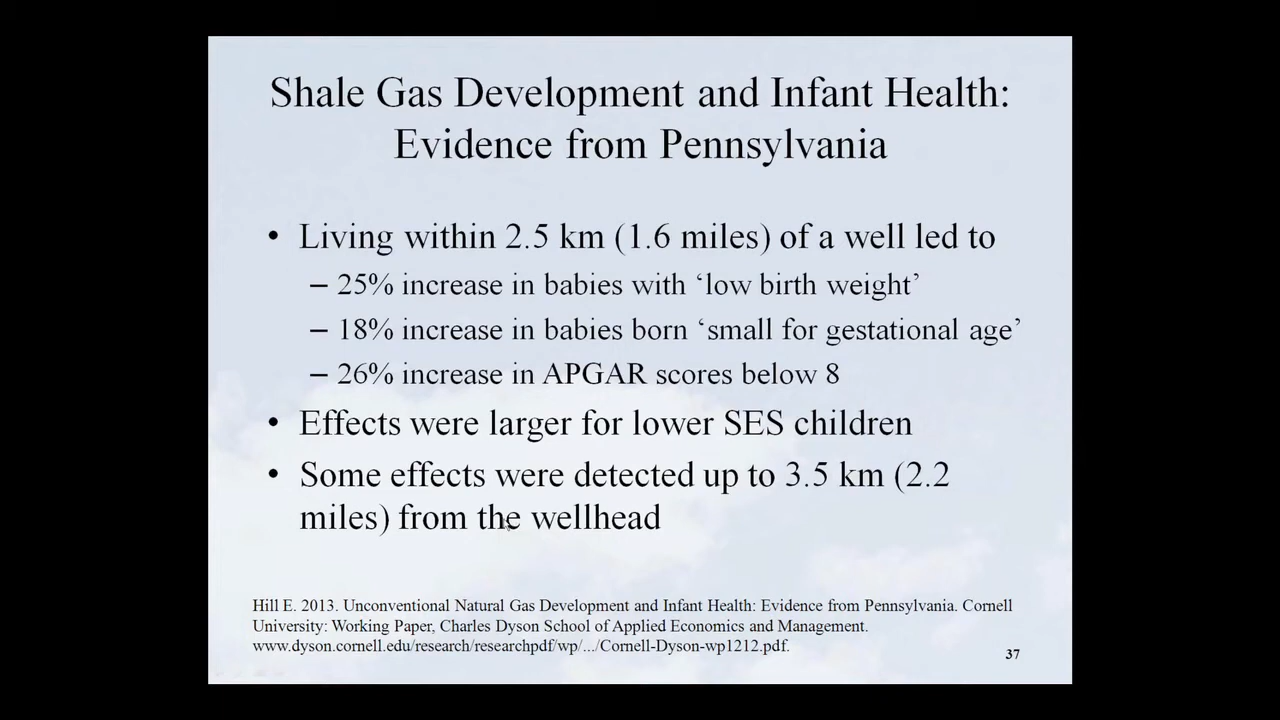 Shale Gas Development and Infant Health:
Evidence from Pennsylvania
• Living within 2.5 km (1.6 miles) of a well led to
– 25% increase in babies with ‘low birth weight’
– 18% increase in babies born ‘small for gestational age’
– 26% increase in APGAR scores below 8
• Effects were larger for lower SES children
• Some effects were detected up to 3.5 km (2.2
miles) from the wellhead
Hill E. 2013. Unconventional Natural Gas Development and Infant Health: Evidence from Pennsylvania. Cornell
University: Working Paper, Charles Dyson School of Applied Economics and Management.
www.dyson.cornell.edu/research/researchpdf/wp/.../Cornell-Dyson-wp1212.pdf.
37